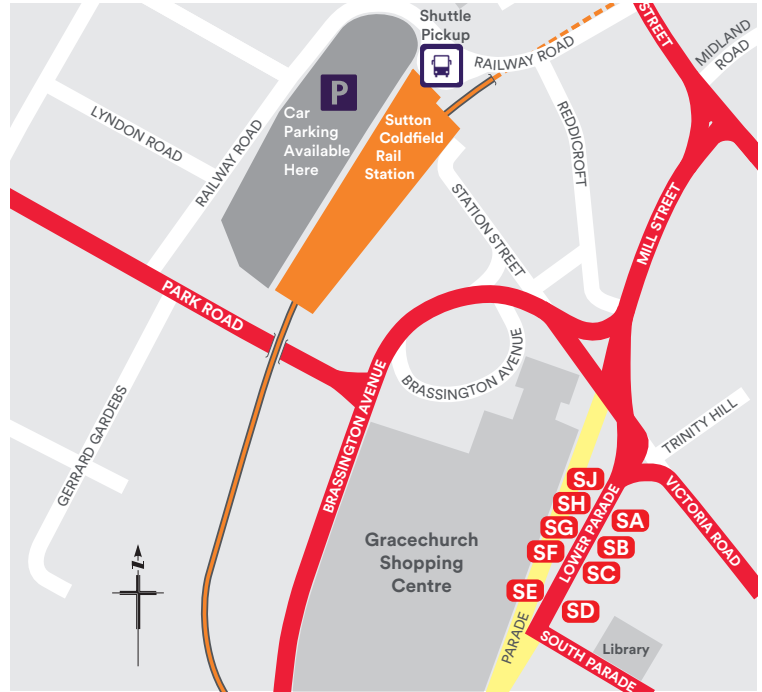 Shuttle
Pickup
STREET
MIDLAND
ROAD
RAILWAY ROAD
P
Car
Parking
Available
Here
Sutton
Coldfield
Rail
Station
LYNDON ROAD
RAILWAY ROAD
REDDICROFT
STATION STREET
MILL STREET
PARK ROAD
BRASSINGTON AVENUE
BRASSINGTON AVENUE
GERRARD GARDEBS
TRINITY HILL
VICTORIA ROAD
LOWER PARADE
SJ
SH
SG
SF
SE
SA
SB
SC
SD
Gracechurch
Shopping
Centre
PARADE
SOUTH PARADE
Library
N